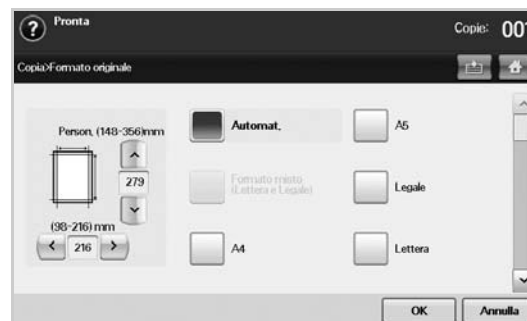 ? Pronta
Copie: 001
Copia>Formato originale
Person. (148-356)mm
279
(98-216) mm
216
Automat.
A5
Formato misto
(Lettera e Legale)
Legale
A4
Lettera
OK
Annulla